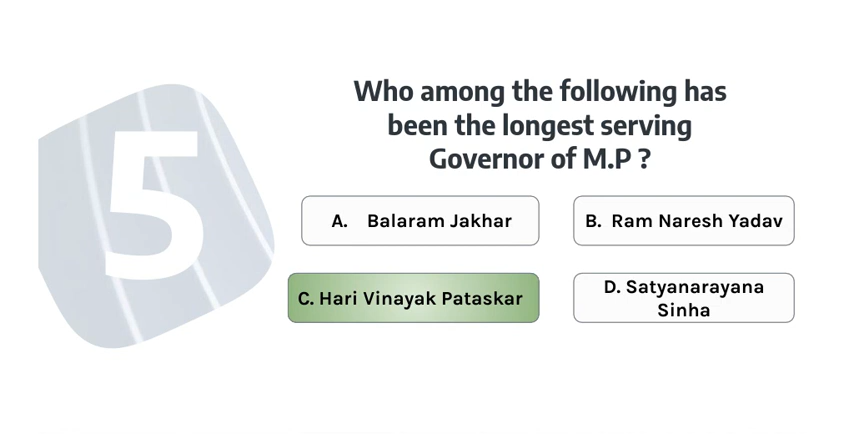 5
Who among the following has
been the longest serving
Governor of M.P ?
A. Balaram Jakhar
B. Ram Naresh Yadav
C. Hari Vinayak Pataskar
D. Satyanarayana
Sinha